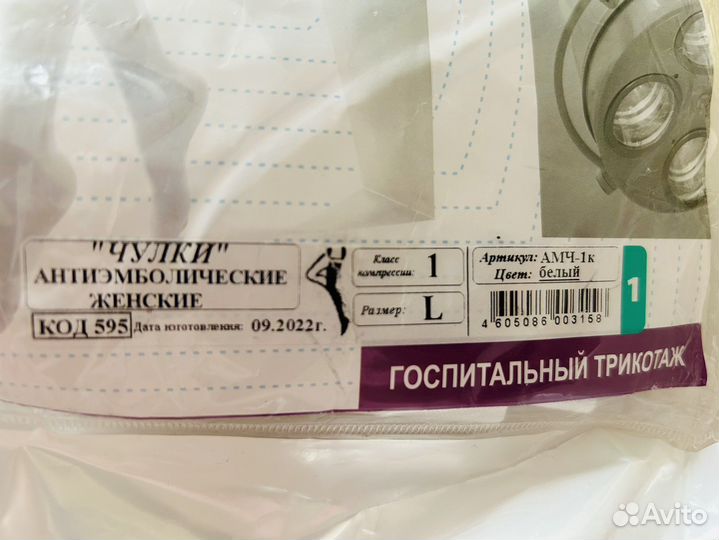 "ЧУЛКИ"
АНТИЭМБОЛИЧЕСКИЕ
ЖЕНСКИЕ
КОД 595 Дата изготовления: 09.2022г.
Класс компрессии: 1
Размер: L
Артикул: АМЧ-1к
Цвет: белый
4 605086 003158
1
ГОСПИТАЛЬНЫЙ ТРИКОТАЖ
Avito